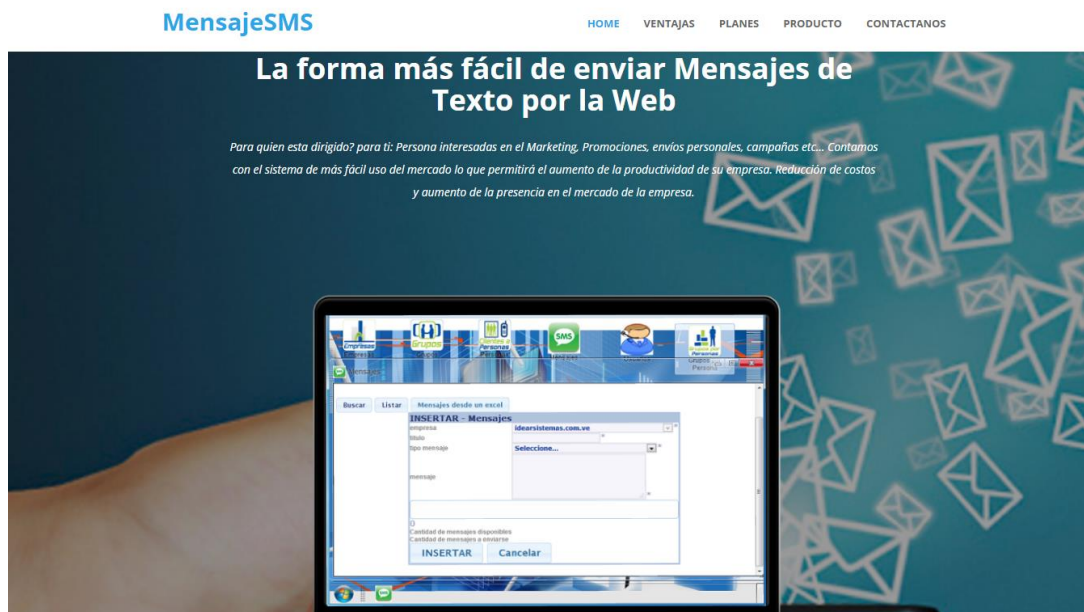 MensajeSMS
HOME VENTAJAS PLANES PRODUCTO CONTACTANOS
La forma más fácil de enviar Mensajes de
Texto por la Web
Para quien esta dirigido? para ti: Persona interesadas en el Marketing, Promociones, envíos personales, campañas etc... Contamos
con el sistema de más fácil uso del mercado lo que permitirá el aumento de la productividad de su empresa. Reducción de costos
y aumento de la presencia en el mercado de la empresa.
Empresas Grupos Clientes a Personas SMS
Mensajes
Buscar Listar Mensajes desde un excel
INSERTAR - Mensajes
empresa idearsistemas.com.ve *
titulo *
tipo mensaje Seleccione... *
mensaje *
()
Cantidad de mensajes disponibles
Cantidad de mensajes a enviarse
INSERTAR Cancelar